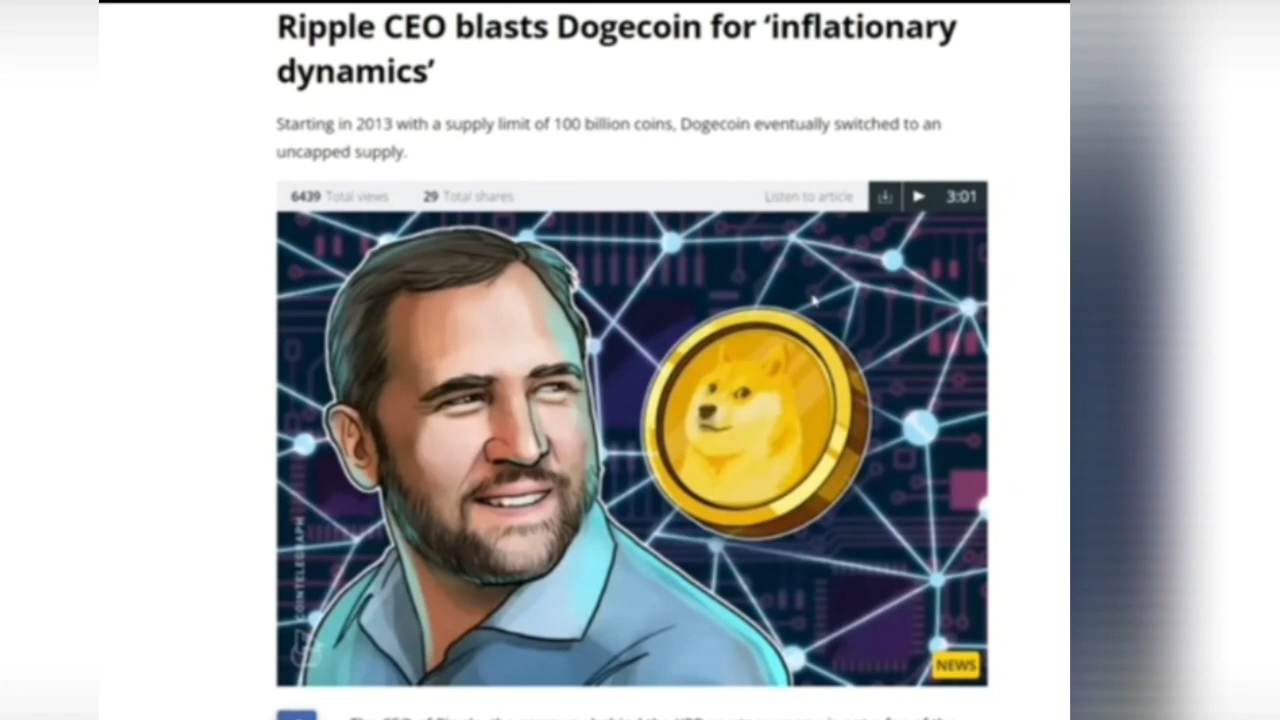 Ripple CEO blasts Dogecoin for ‘inflationary
dynamics’
Starting in 2013 with a supply limit of 100 billion coins, Dogecoin eventually switched to an
uncapped supply.
6439 Total views 29 Total shares Listen to article 3:01
COINTELEGRAPH
NEWS